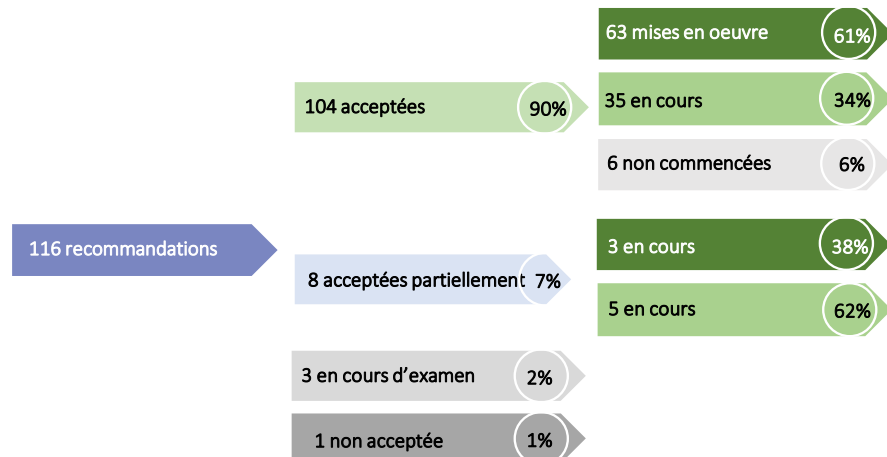 63 mises en oeuvre 61%
104 acceptées 90%
35 en cours 34%
6 non commencées 6%
116 recommandations
8 acceptées partiellement 7%
3 en cours 38%
5 en cours 62%
3 en cours d’examen 2%
1 non acceptée 1%